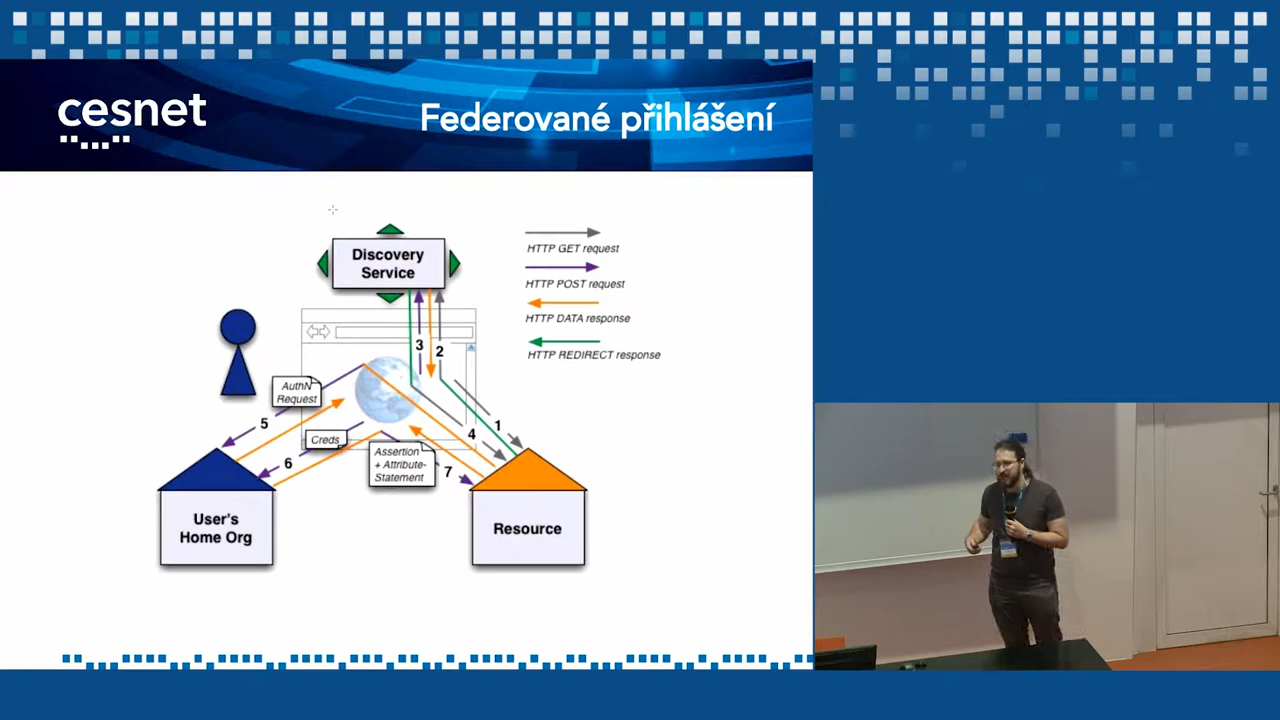 cesnet
Federované přihlášení
Discovery
Service
HTTP GET request
HTTP POST request
HTTP DATA response
HTTP REDIRECT response
3
2
AuthN
Request
5
1
4
Creds
6
Assertion
+ Attribute-
Statement
7
User's
Home Org
Resource